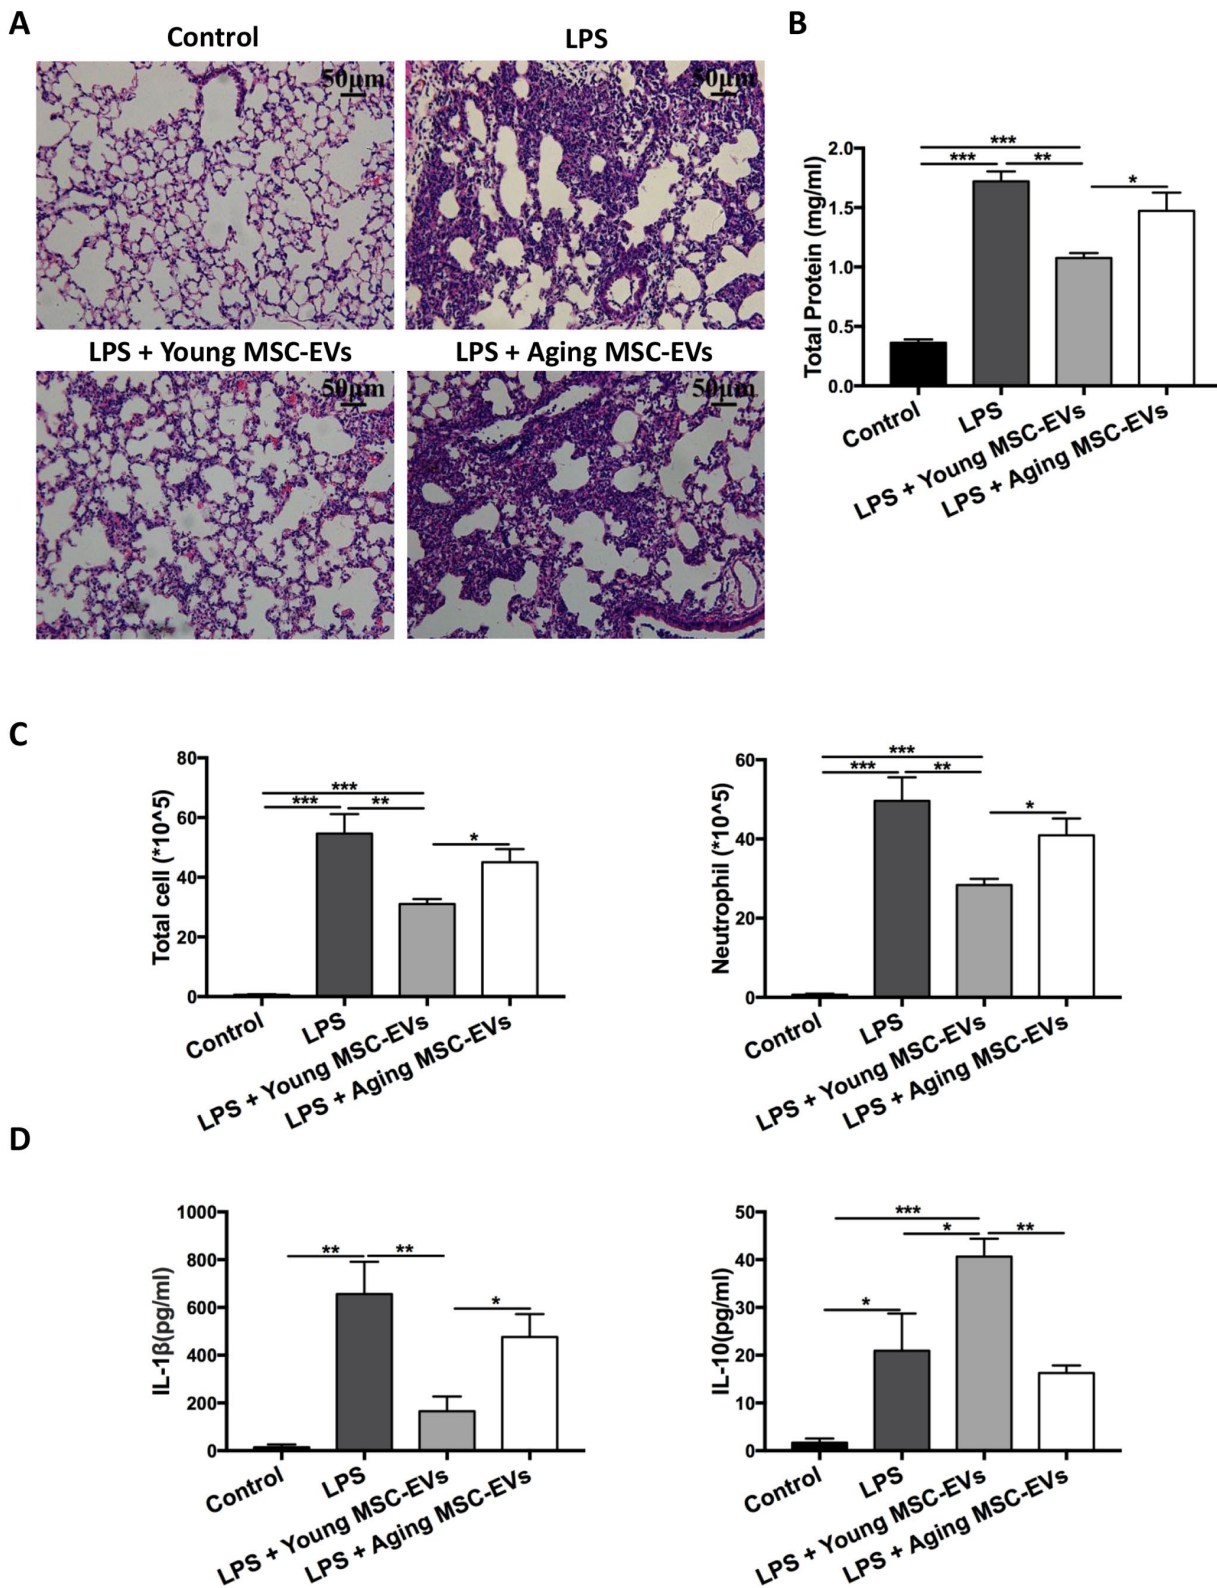 A
Control
LPS
50μm
50μm
LPS + Young MSC-EVs
LPS + Aging MSC-EVs
50μm
50μm
B
Total Protein (mg/ml)
2.0
1.5
1.0
0.5
0.0
***
***
**
*
Control
LPS
LPS + Young MSC-EVs
LPS + Aging MSC-EVs
C
Total cell (*10^5)
80
60
40
20
0
***
***
**
*
Control
LPS
LPS + Young MSC-EVs
LPS + Aging MSC-EVs
Neutrophil (*10^5)
60
40
20
0
***
***
**
*
Control
LPS
LPS + Young MSC-EVs
LPS + Aging MSC-EVs
D
IL-1β(pg/ml)
1000
800
600
400
200
0
**
**
*
Control
LPS
LPS + Young MSC-EVs
LPS + Aging MSC-EVs
IL-10(pg/ml)
50
40
30
20
10
0
***
*
**
*
Control
LPS
LPS + Young MSC-EVs
LPS + Aging MSC-EVs